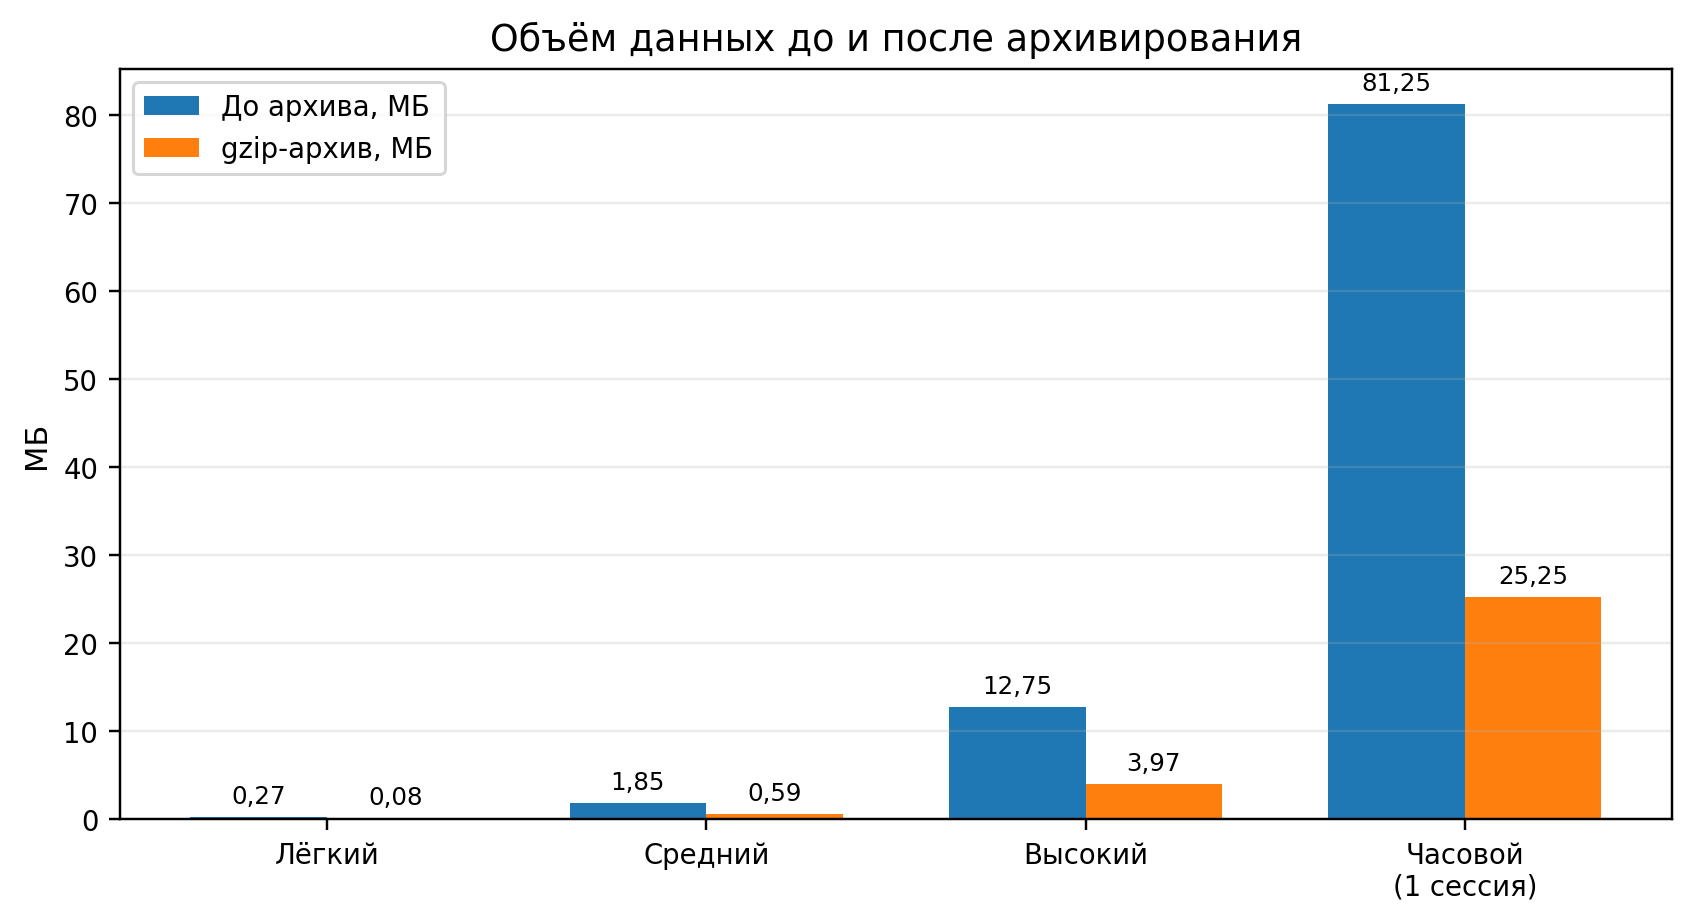 Объём данных до и после архивирования
До архива, МБ
gzip-архив, МБ
МБ
80
70
60
50
40
30
20
10
0
0,27
0,08
1,85
0,59
12,75
3,97
81,25
25,25
Лёгкий
Средний
Высокий
Часовой
(1 сессия)